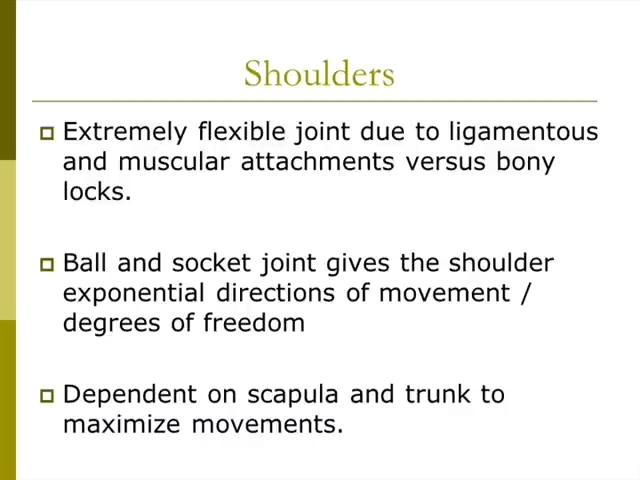 Shoulders
Extremely flexible joint due to ligamentous
and muscular attachments versus bony
locks.
Ball and socket joint gives the shoulder
exponential directions of movement /
degrees of freedom
Dependent on scapula and trunk to
maximize movements.